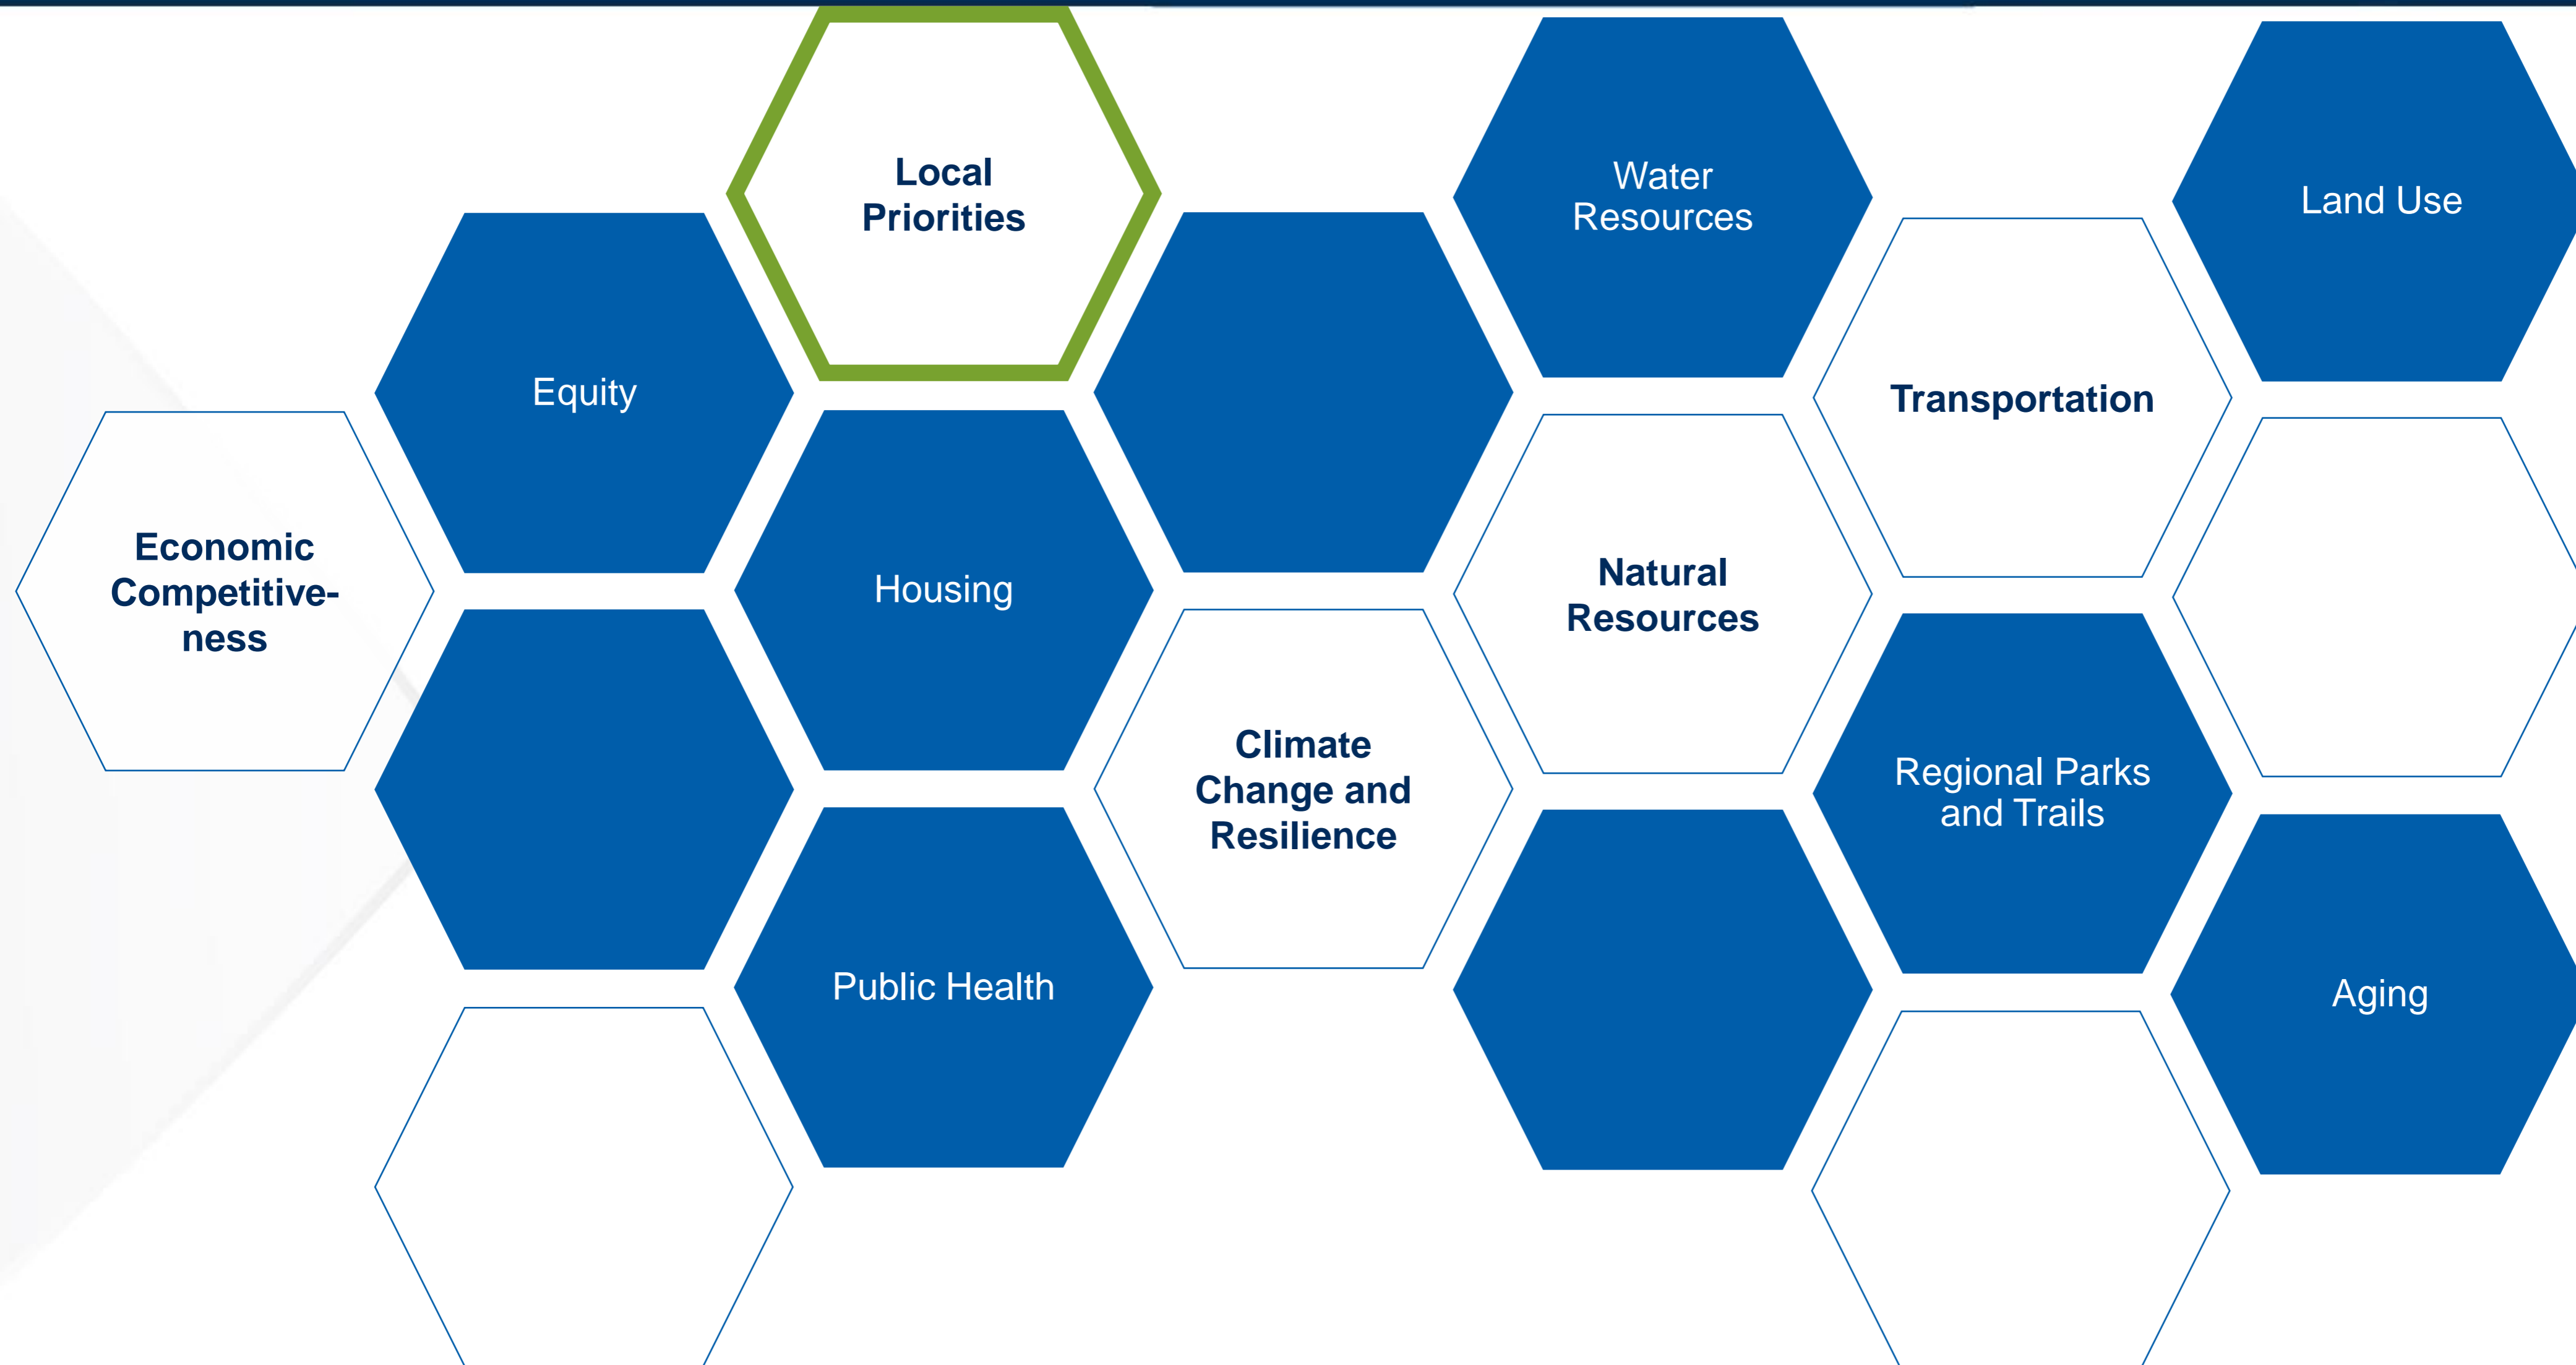 Local
Priorities
Water
Resources
Land Use
Equity
Transportation
Economic
Competitive-
ness
Housing
Natural
Resources
Climate
Change and
Resilience
Regional Parks
and Trails
Public Health
Aging